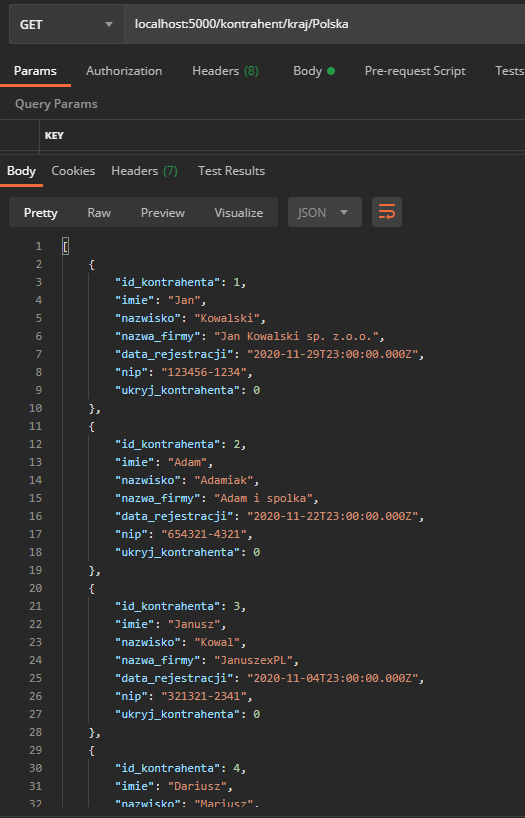 GET localhost:5000/kontrahent/kraj/Polska
Params Authorization Headers (8) Body Pre-request Script Tests
Query Params
KEY
Body Cookies Headers (7) Test Results
Pretty Raw Preview Visualize JSON
1 [
2 {
3 "id_kontrahenta": 1,
4 "imie": "Jan",
5 "nazwisko": "Kowalski",
6 "nazwa_firmy": "Jan Kowalski sp. z.o.o.",
7 "data_rejestracji": "2020-11-29T23:00:00.000Z",
8 "nip": "123456-1234",
9 "ukryj_kontrahenta": 0
10 },
11 {
12 "id_kontrahenta": 2,
13 "imie": "Adam",
14 "nazwisko": "Adamiak",
15 "nazwa_firmy": "Adam i spolka",
16 "data_rejestracji": "2020-11-22T23:00:00.000Z",
17 "nip": "654321-4321",
18 "ukryj_kontrahenta": 0
19 },
20 {
21 "id_kontrahenta": 3,
22 "imie": "Janusz",
23 "nazwisko": "Kowal",
24 "nazwa_firmy": "JanuszexPL",
25 "data_rejestracji": "2020-11-04T23:00:00.000Z",
26 "nip": "321321-2341",
27 "ukryj_kontrahenta": 0
28 },
29 {
30 "id_kontrahenta": 4,
31 "imie": "Dariusz",
32 "nazwisko": "Mariusz",